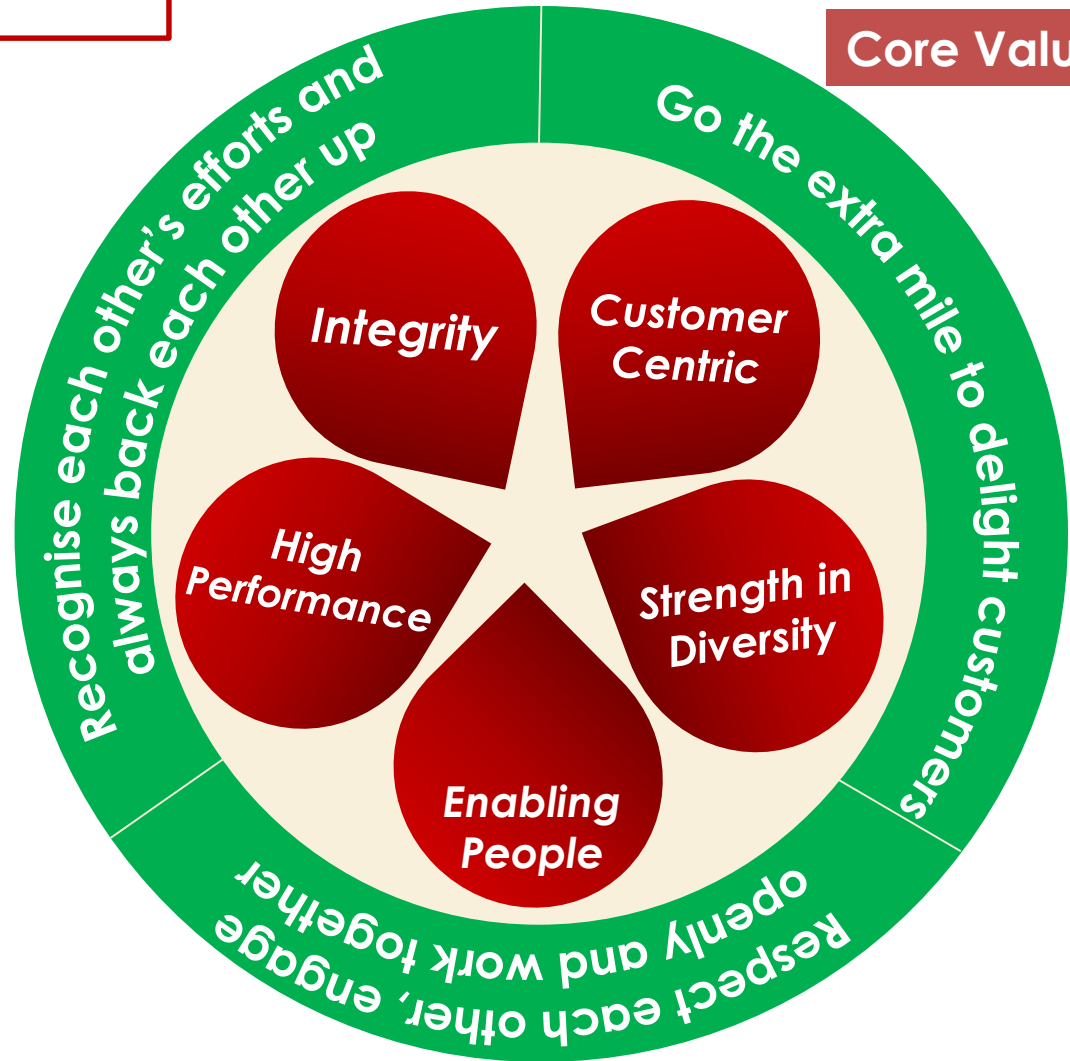 Core Valu
Recognise each other's efforts and
always back each other up
Go the extra mile to delight customers
Integrity
Customer
Centric
High
Performance
Strength in
Diversity
Enabling
People
Respect each other, engage
openly and work together